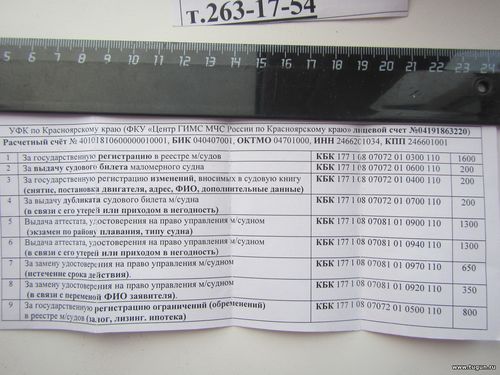 т.263-17-54
5 6 7 8 9 10 11 12 13 14 15 16 17 18 19 20 21 22 23 24
УФК по Красноярскому краю (ФКУ «Центр ГИМС МЧС России по Красноярскому краю» лицевой счет №04191863220)
Расчетный счёт № 40101810600000010001, БИК 040407001, ОКТМО 04701000, ИНН 2466201034, КПП 246601001
1 За государственную регистрацию в реестре м/судов КБК 177 1 08 07072 01 0300 110 1600
2 За выдачу судового билета маломерного судна КБК 177 1 08 07072 01 0600 110 200
3 За государственную регистрацию изменений, вносимых в судовую книгу КБК 177 1 08 07072 01 0400 110 200
(снятие, постановка двигателя, адрес, ФИО, дополнительные данные)
4 За выдачу дубликата судового билета м/судна КБК 177 1 08 07072 01 0700 110 200
(в связи с его утерей или приходом в негодность)
5 Выдача аттестата, удостоверения на право управления м/судном КБК 177 1 08 07081 01 0900 110 1300
(экзамен по району плавания, типу судна)
6 Выдача аттестата, удостоверения на право управления м/судном КБК 177 1 08 07081 01 0940 110 1300
(в связи с его утерей или приходом в негодность)
7 За замену удостоверения на право управления м/судном КБК 177 1 08 07081 01 0970 110 650
(истечение срока действия).
8 За замену удостоверения на право управления м/судном КБК 177 1 08 07081 01 0920 110 350
(в связи с переменой ФИО заявителя).
9 За государственную регистрацию ограничений (обременений) КБК 177 1 08 07072 01 0500 110 800
в реестре м/судов (залог, лизинг, ипотека)
www.tugun.ru